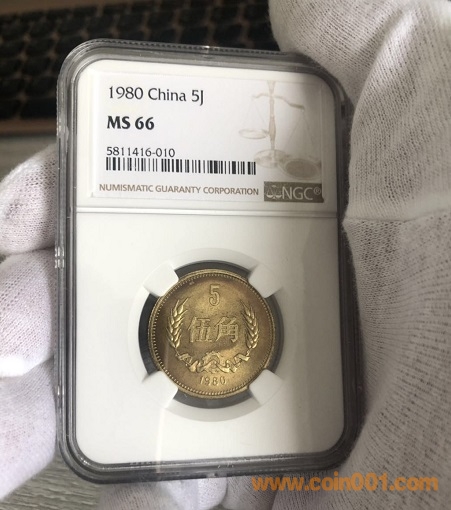 1980 China 5J
MS 66
5811416-010
NUMISMATIC GUARANTY CORPORATION
NGC®
5
伍角
1980
www.coin001.com